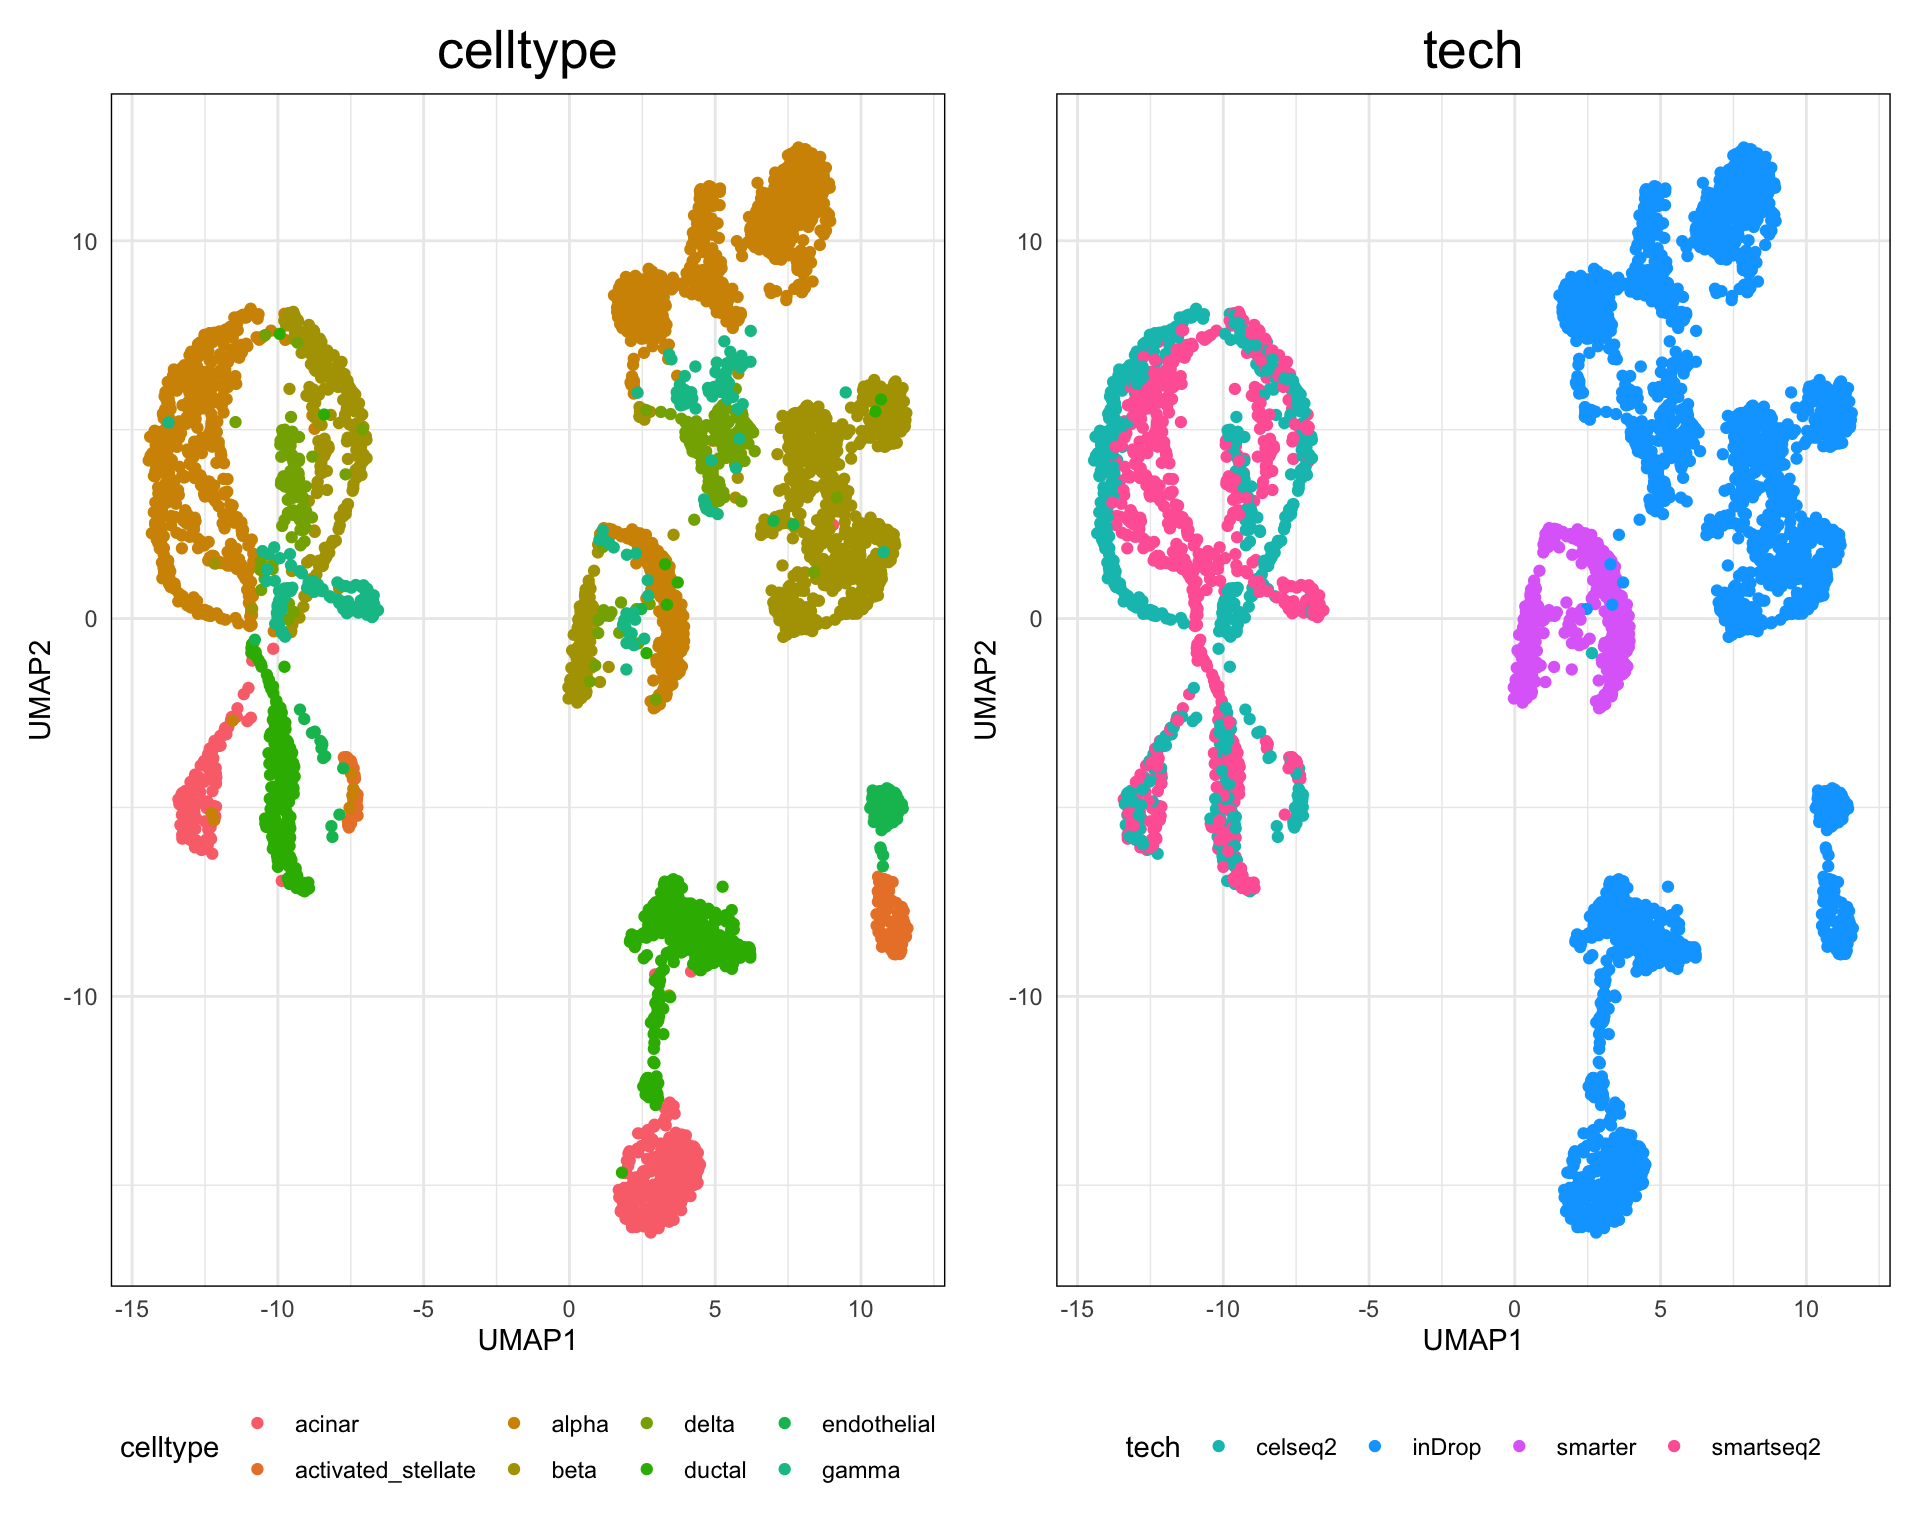 celltype
tech
10
0
-10
UMAP2
-15 -10 -5 0 5 10
UMAP1
10
0
-10
UMAP2
-15 -10 -5 0 5 10
UMAP1
celltype
acinar alpha delta endothelial
activated_stellate beta ductal gamma
tech celseq2 inDrop smarter smartseq2